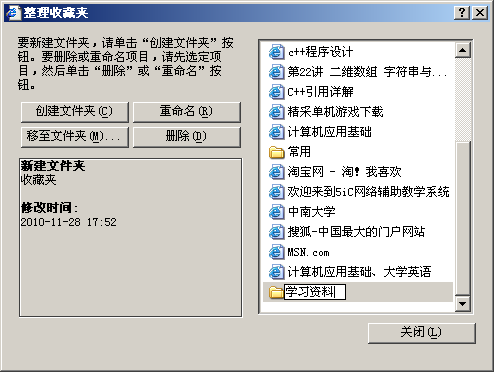 整理收藏夹
要新建文件夹，请单击“创建文件夹”按
钮。要删除或重命名项目，请先选定项
目，然后单击“删除”或“重命名”按
钮。
创建文件夹(C)
重命名(R)
移至文件夹(M)...
删除(D)
新建文件夹
收藏夹
修改时间:
2010-11-28 17:52
c++程序设计
第22讲 二维数组 字符串与...
C++引用详解
精采单机游戏下载
计算机应用基础
常用
淘宝网 - 淘! 我喜欢
欢迎来到5iC网络辅助教学系统
中南大学
搜狐-中国最大的门户网站
MSN.com
计算机应用基础、大学英语
学习资料
关闭(L)